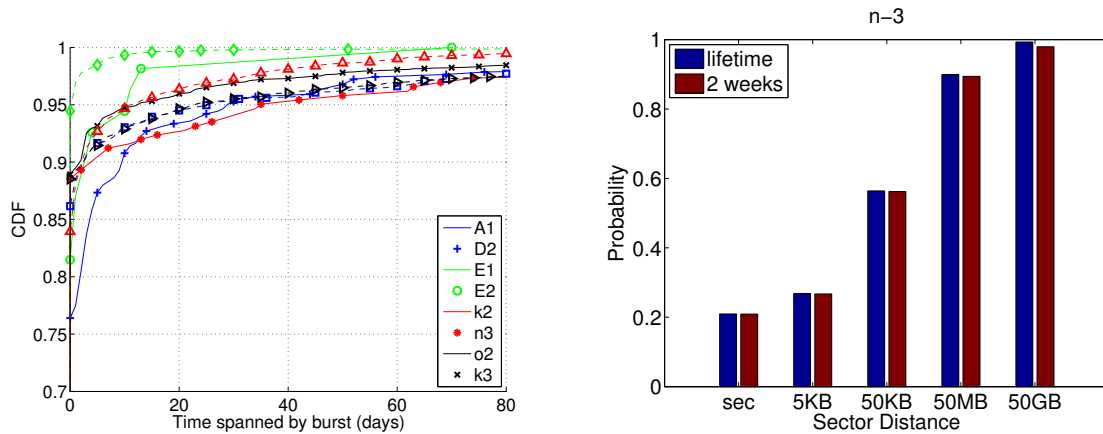 1
0.95
0.9
0.85
0.8
0.75
0.7
CDF
0
20
40
60
80
Time spanned by burst (days)
A1
D2
E1
E2
k2
n3
o2
k3
n−3
1
0.8
0.6
0.4
0.2
0
Probability
lifetime
2 weeks
sec
5KB
50KB
50MB
50GB
Sector Distance